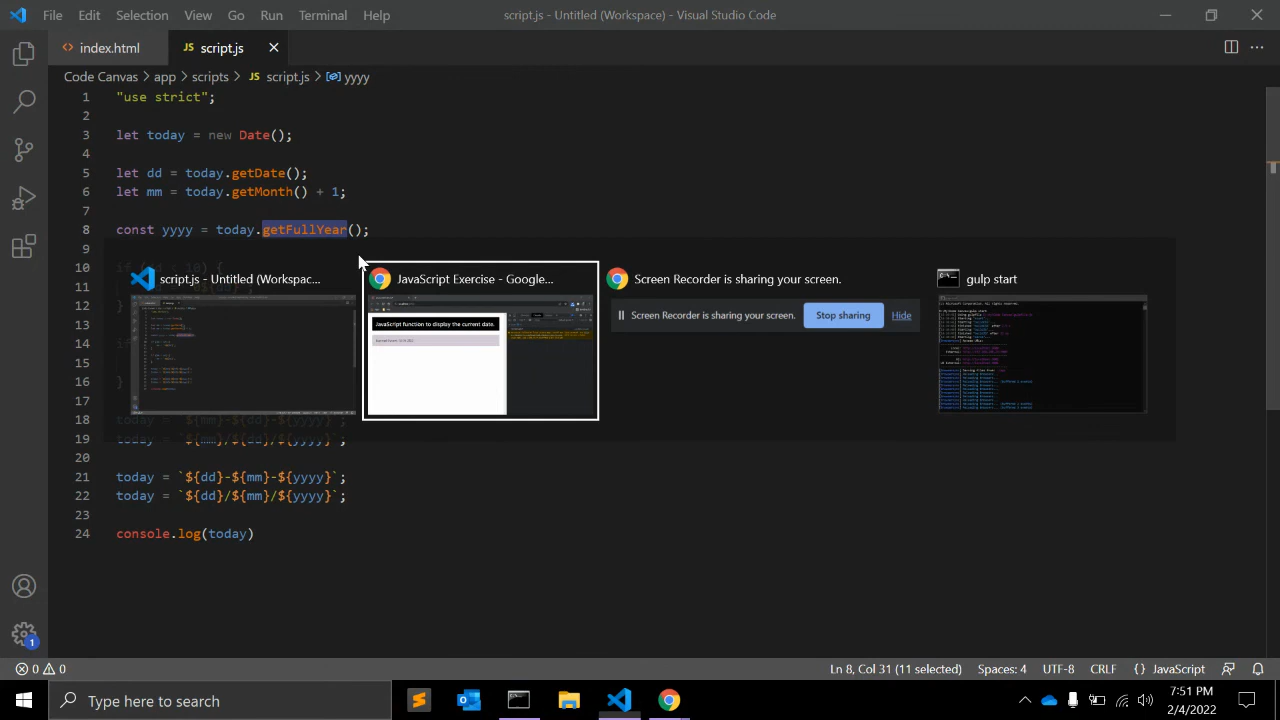 File Edit Selection View Go Run Terminal Help script.js - Untitled (Workspace) - Visual Studio Code
index.html JS script.js
Code Canvas > app > scripts > JS script.js > yyyy
1 "use strict";
2
3 let today = new Date();
4
5 let dd = today.getDate();
6 let mm = today.getMonth() + 1;
7
8 const yyyy = today.getFullYear();
9
10
11
12
13
14
15
16 }
17
18 today = `${mm}-${dd}-${yyyy}`;
19 today = `${mm}/${dd}/${yyyy}`;
20
21 today = `${dd}-${mm}-${yyyy}`;
22 today = `${dd}/${mm}/${yyyy}`;
23
24 console.log(today)
script.js - Untitled (Workspac...
JavaScript Exercise - Google...
JavaScript function to display the current date.
Screen Recorder is sharing your screen.
Screen Recorder is sharing your screen. Stop sharing Hide
gulp start
1
0 0 Ln 8, Col 31 (11 selected) Spaces: 4 UTF-8 CRLF {} JavaScript
Type here to search
7:51 PM
2/4/2022